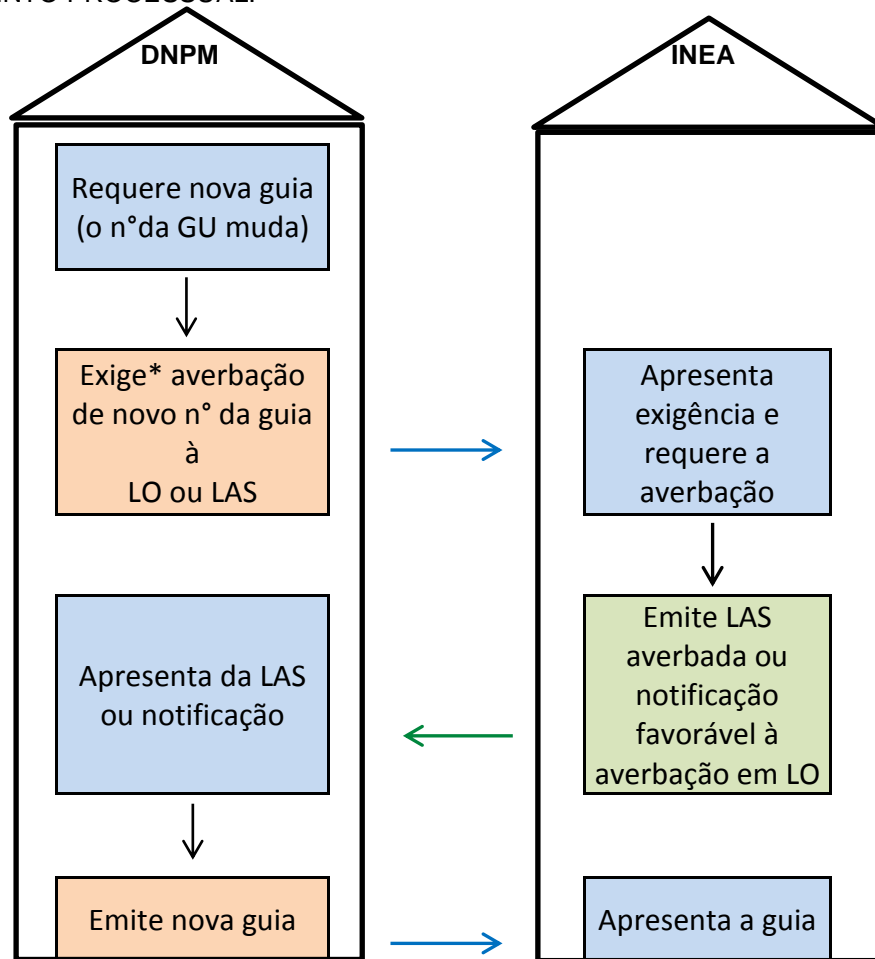 DNPM
INEA
Requere nova guia
(o n°da GU muda)
Exige* averbação
de novo n° da guia
à
LO ou LAS
Apresenta
exigência e
requere a
averbação
Emite LAS
averbada ou
notificação
favorável à
averbação em LO
Apresenta da LAS
ou notificação
Emite nova guia
Apresenta a guia